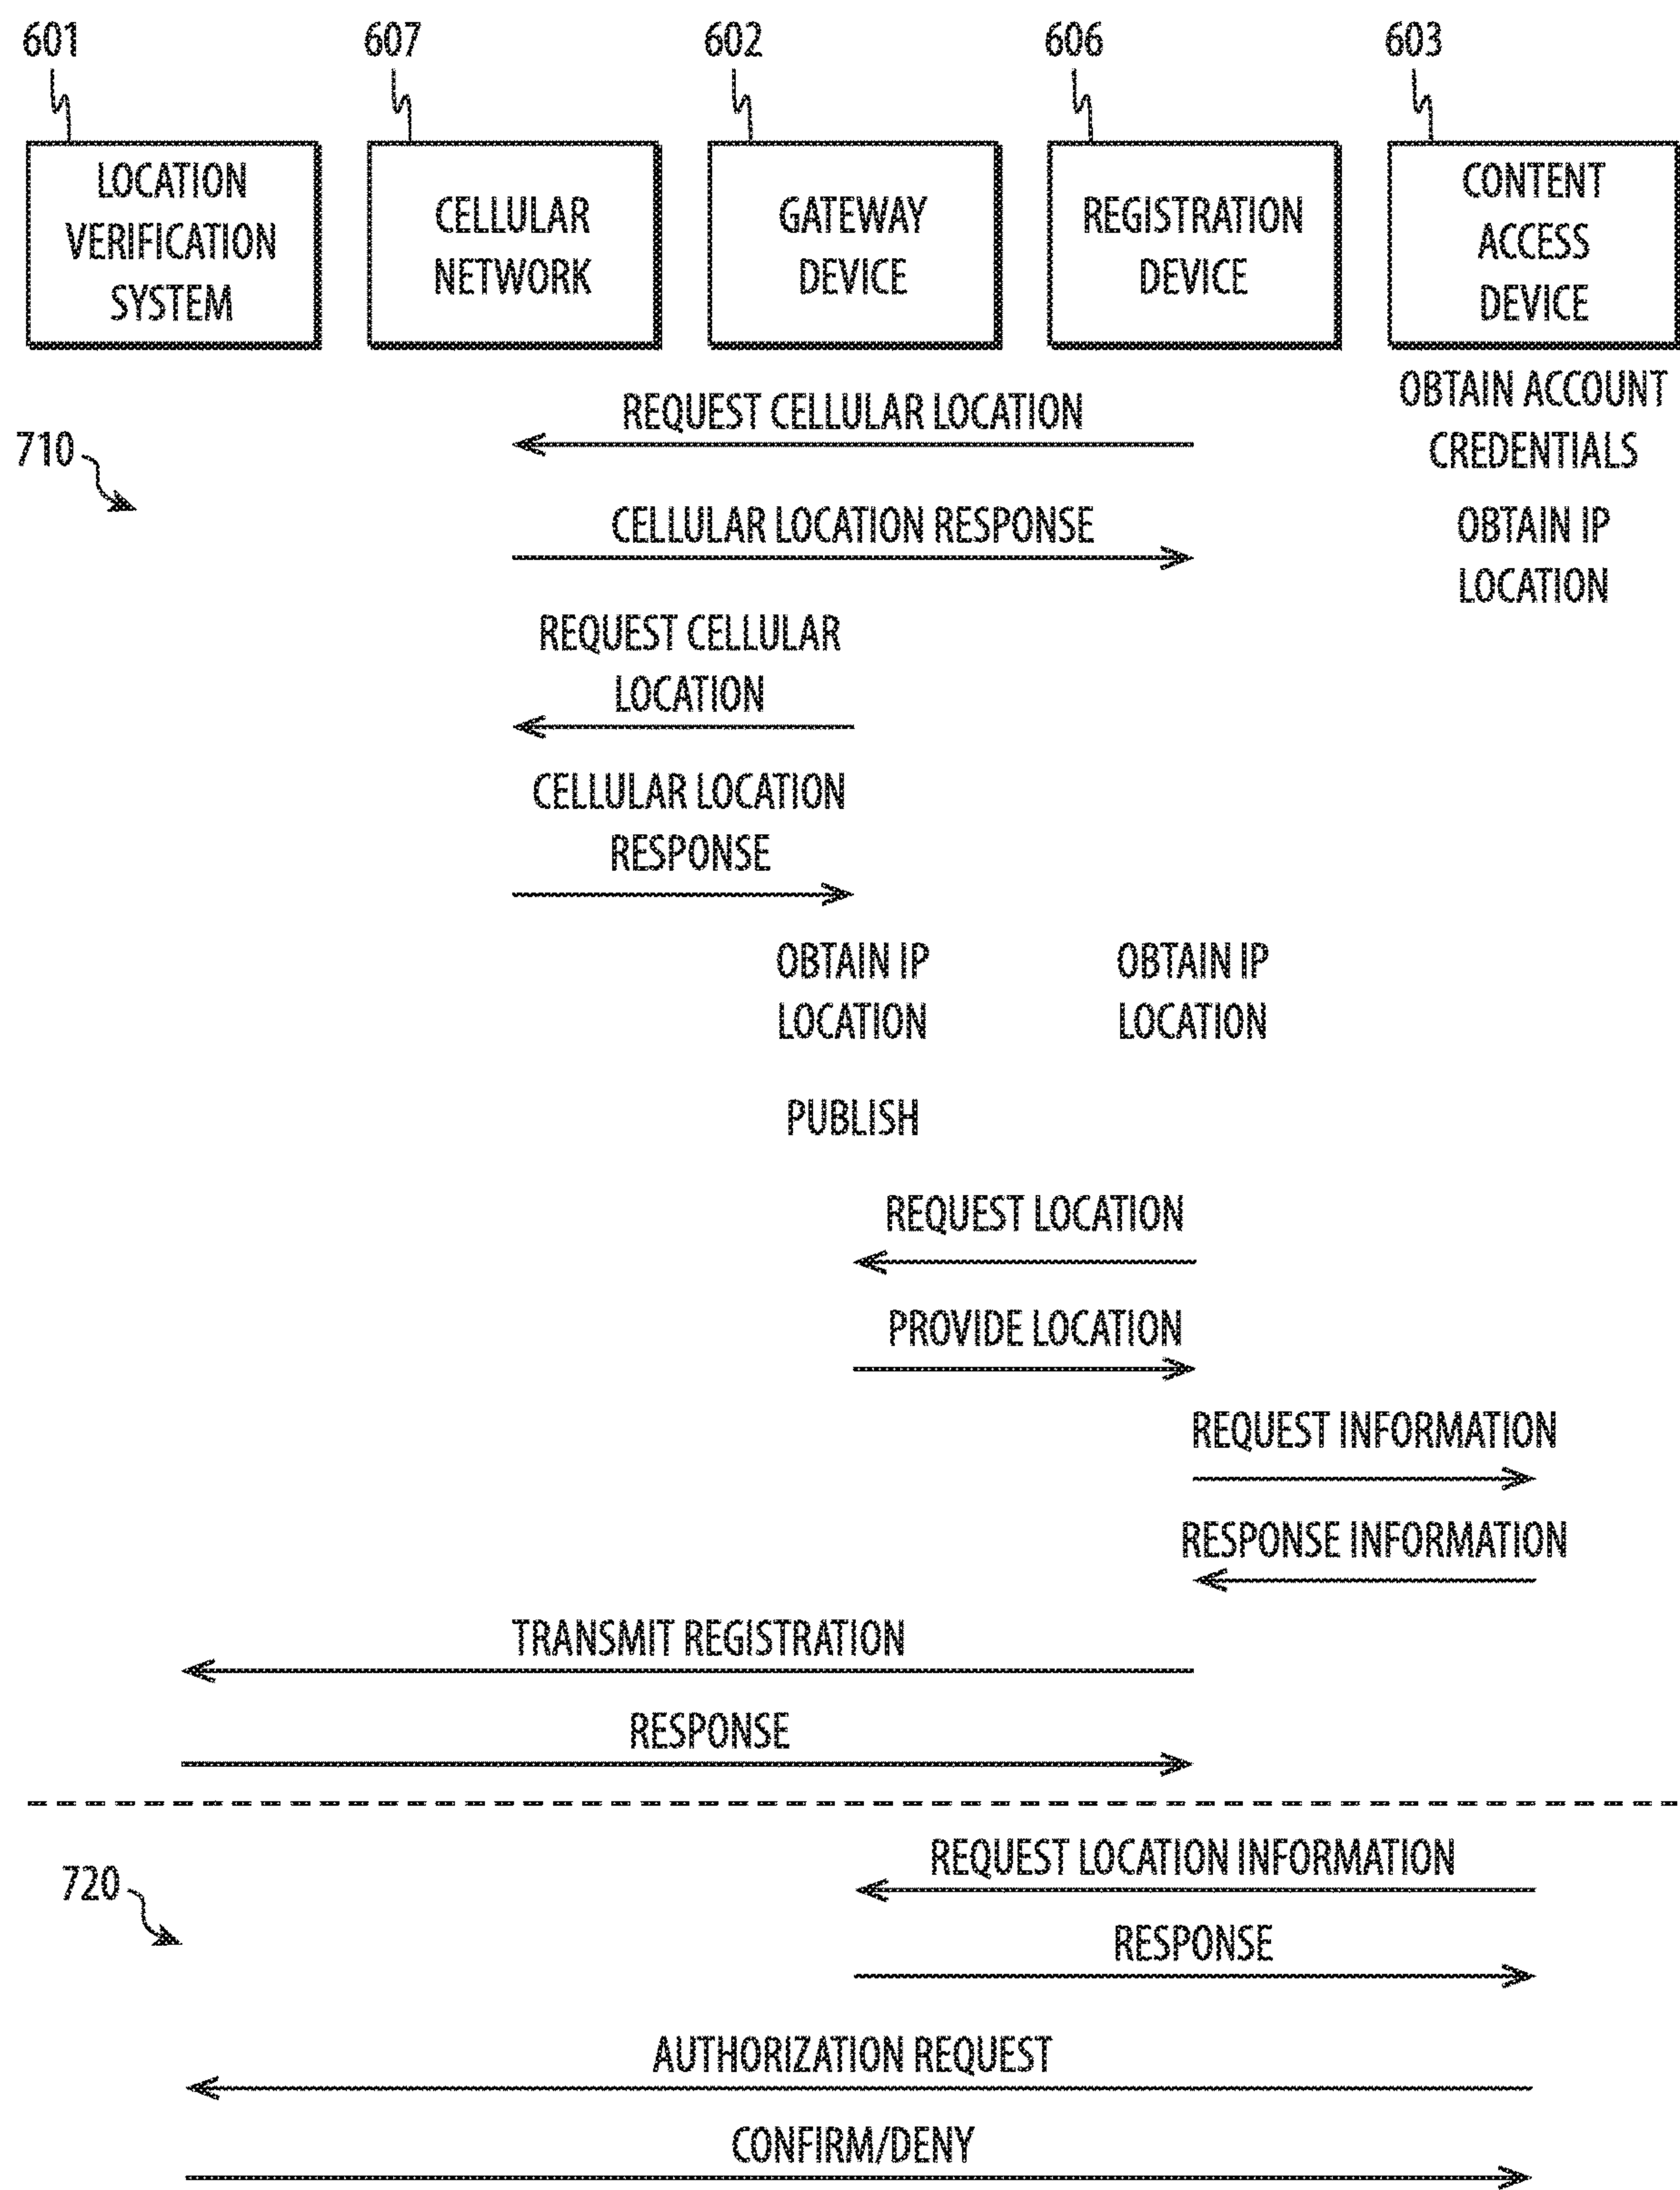 601 607 602 606 603
LOCATION
VERIFICATION
SYSTEM
CELLULAR
NETWORK
GATEWAY
DEVICE
REGISTRATION
DEVICE
CONTENT
ACCESS
DEVICE
OBTAIN ACCOUNT
CREDENTIALS
REQUEST CELLULAR LOCATION
710
CELLULAR LOCATION RESPONSE
OBTAIN IP
LOCATION
REQUEST CELLULAR
LOCATION
CELLULAR LOCATION
RESPONSE
OBTAIN IP
LOCATION
OBTAIN IP
LOCATION
PUBLISH
REQUEST LOCATION
PROVIDE LOCATION
REQUEST INFORMATION
RESPONSE INFORMATION
TRANSMIT REGISTRATION
RESPONSE
REQUEST LOCATION INFORMATION
720
RESPONSE
AUTHORIZATION REQUEST
CONFIRM/DENY